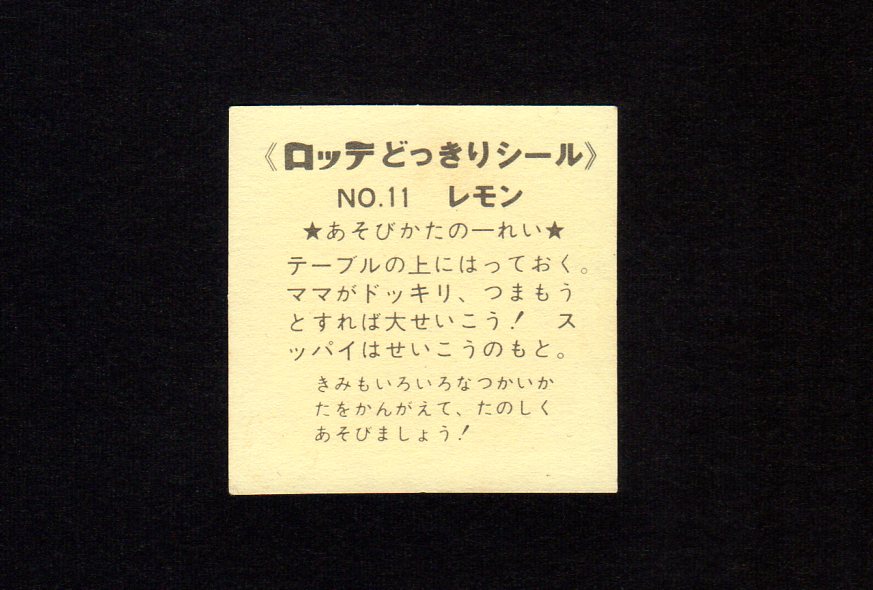 《ロッテどっきりシール》
NO.11 レモン
★あそびかたの一れい★
テーブルの上にはっておく。
ママがドッキリ、つまもう
とすれば大せいこう! ス
ッパイはせいこうのもと。
きみもいろいろなつかいか
たをかんがえて、たのしく
あそびましょう!